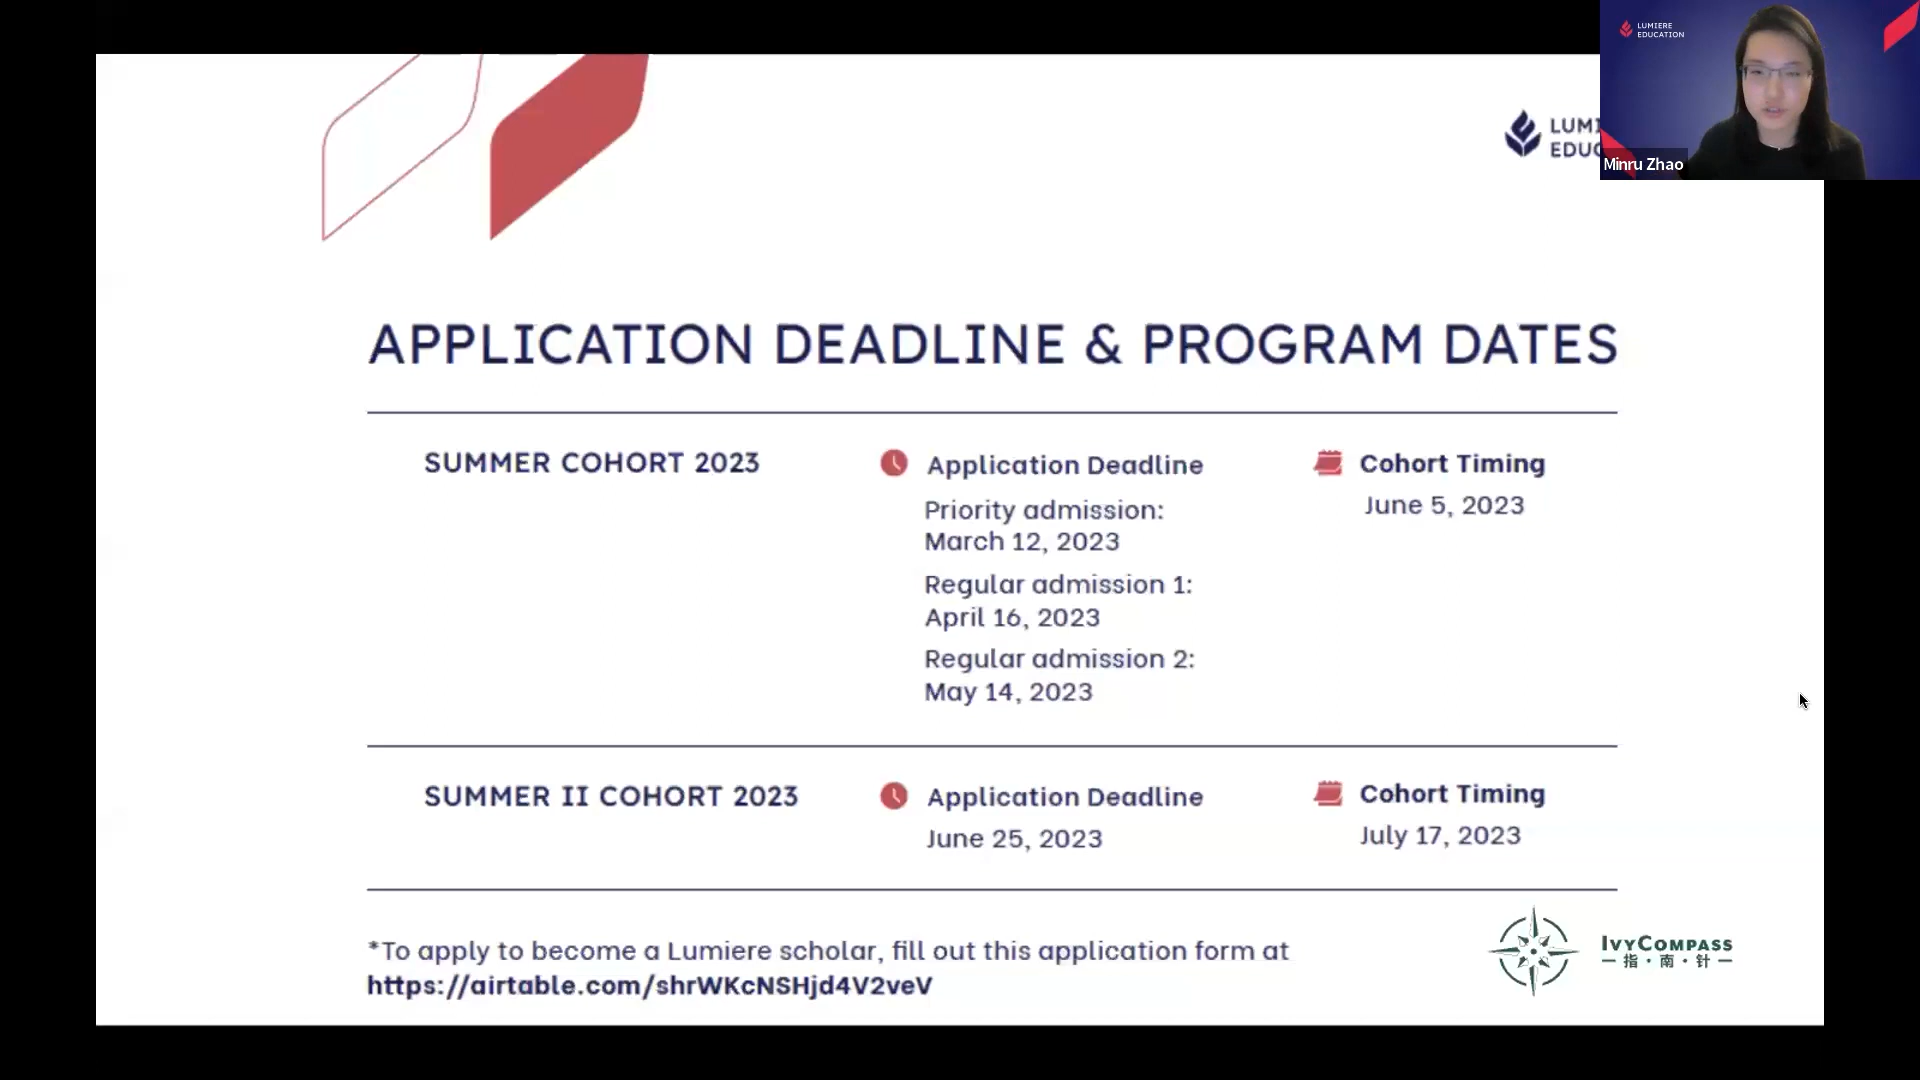 LUMIERE
EDUCATION
Minru Zhao
APPLICATION DEADLINE & PROGRAM DATES
SUMMER COHORT 2023
Application Deadline
Priority admission:
March 12, 2023
Regular admission 1:
April 16, 2023
Regular admission 2:
May 14, 2023
Cohort Timing
June 5, 2023
SUMMER II COHORT 2023
Application Deadline
June 25, 2023
Cohort Timing
July 17, 2023
*To apply to become a Lumiere scholar, fill out this application form at
https://airtable.com/shrWKcNSHjd4V2veV
IVYCOMPASS
指·南·针